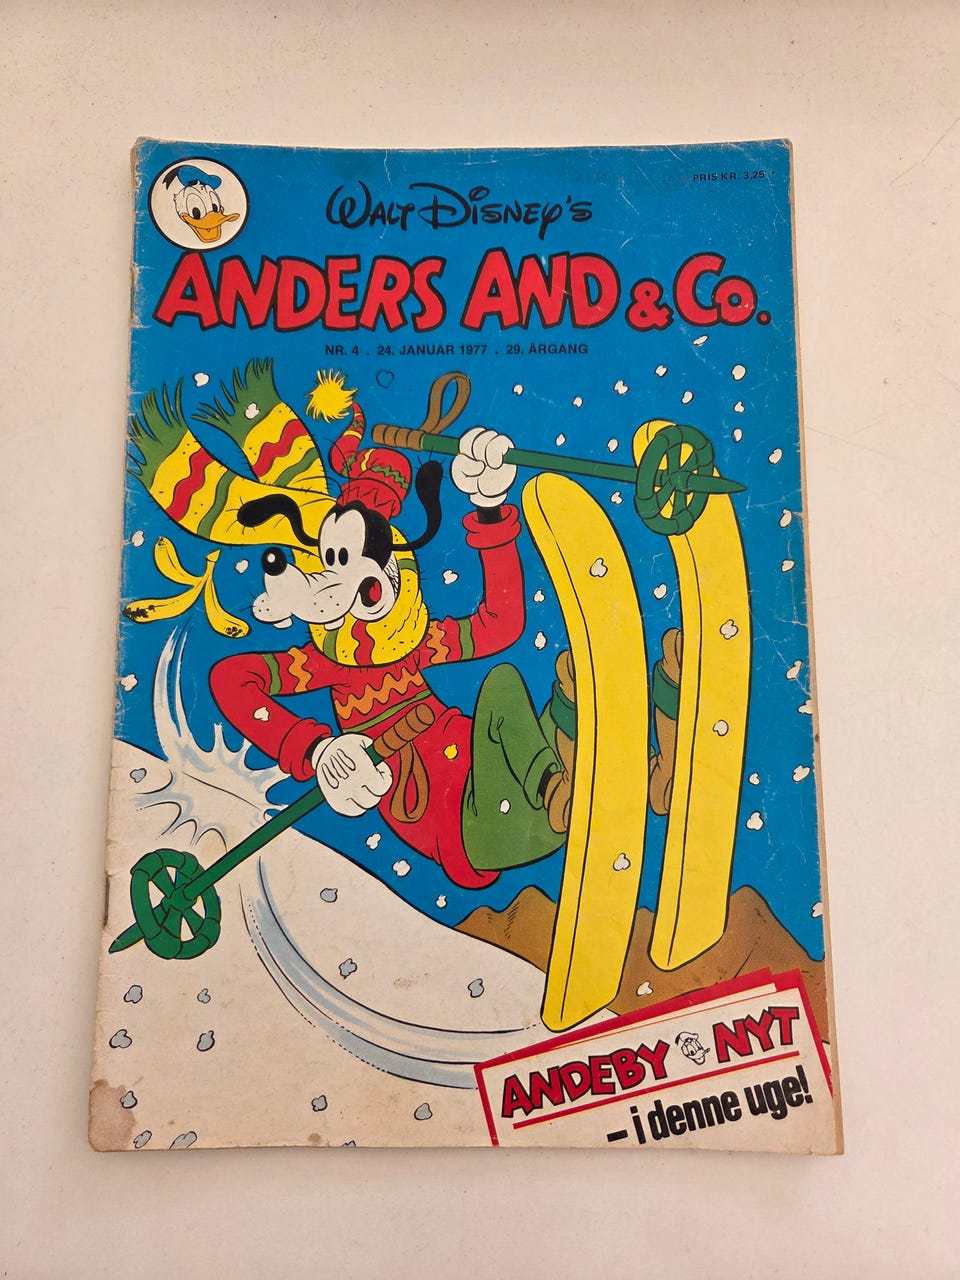 PRIS KR. 3,25
WALT DISNEY'S
ANDERS AND & Co.
NR. 4 . 24. JANUAR 1977 . 29. ÅRGANG
ANDEBY NYT
– i denne uge!